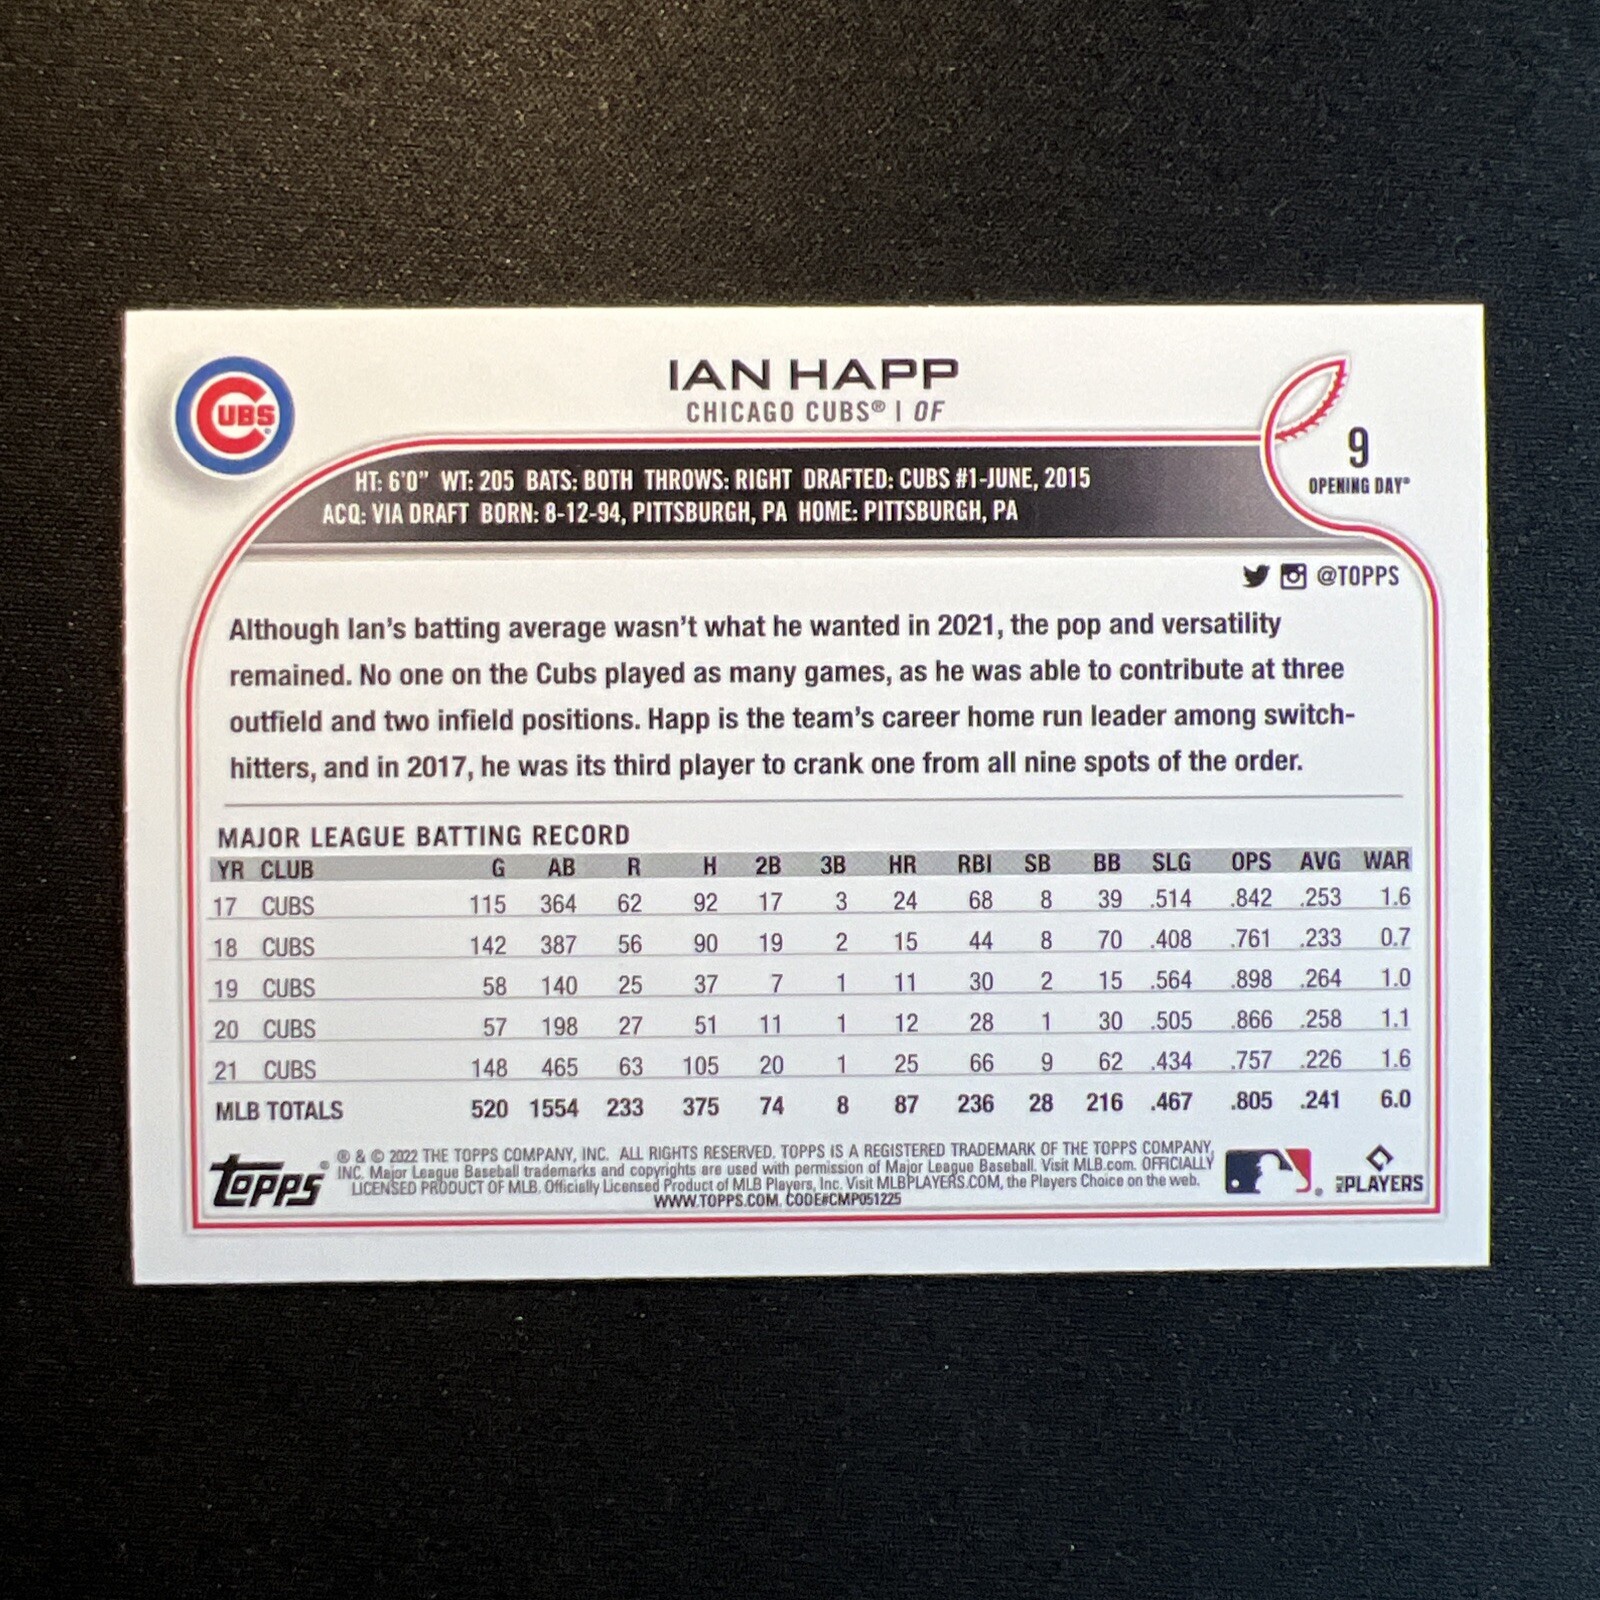 CUBS
IAN HAPP
CHICAGO CUBS® | OF
9
OPENING DAY®
HT: 6'0" WT: 205 BATS: BOTH THROWS: RIGHT DRAFTED: CUBS #1-JUNE, 2015
ACQ: VIA DRAFT BORN: 8-12-94, PITTSBURGH, PA HOME: PITTSBURGH, PA
@TOPPS
Although Ian's batting average wasn't what he wanted in 2021, the pop and versatility
remained. No one on the Cubs played as many games, as he was able to contribute at three
outfield and two infield positions. Happ is the team's career home run leader among switch-
hitters, and in 2017, he was its third player to crank one from all nine spots of the order.
MAJOR LEAGUE BATTING RECORD
YR CLUB G AB R H 2B 3B HR RBI SB BB SLG OPS AVG WAR
17 CUBS 115 364 62 92 17 3 24 68 8 39 .514 .842 .253 1.6
18 CUBS 142 387 56 90 19 2 15 44 8 70 .408 .761 .233 0.7
19 CUBS 58 140 25 37 7 1 11 30 2 15 .564 .898 .264 1.0
20 CUBS 57 198 27 51 11 1 12 28 1 30 .505 .866 .258 1.1
21 CUBS 148 465 63 105 20 1 25 66 9 62 .434 .757 .226 1.6
MLB TOTALS 520 1554 233 375 74 8 87 236 28 216 .467 .805 .241 6.0
® & © 2022 THE TOPPS COMPANY, INC. ALL RIGHTS RESERVED. TOPPS IS A REGISTERED TRADEMARK OF THE TOPPS COMPANY,
INC. Major League Baseball trademarks and copyrights are used with permission of Major League Baseball. Visit MLB.com. OFFICIALLY
LICENSED PRODUCT OF MLB. Officially Licensed Product of MLB Players, Inc. Visit MLBPLAYERS.COM, the Players Choice on the web.
WWW.TOPPS.COM. CODE#CMP051225
TOPPS®
PLAYERS